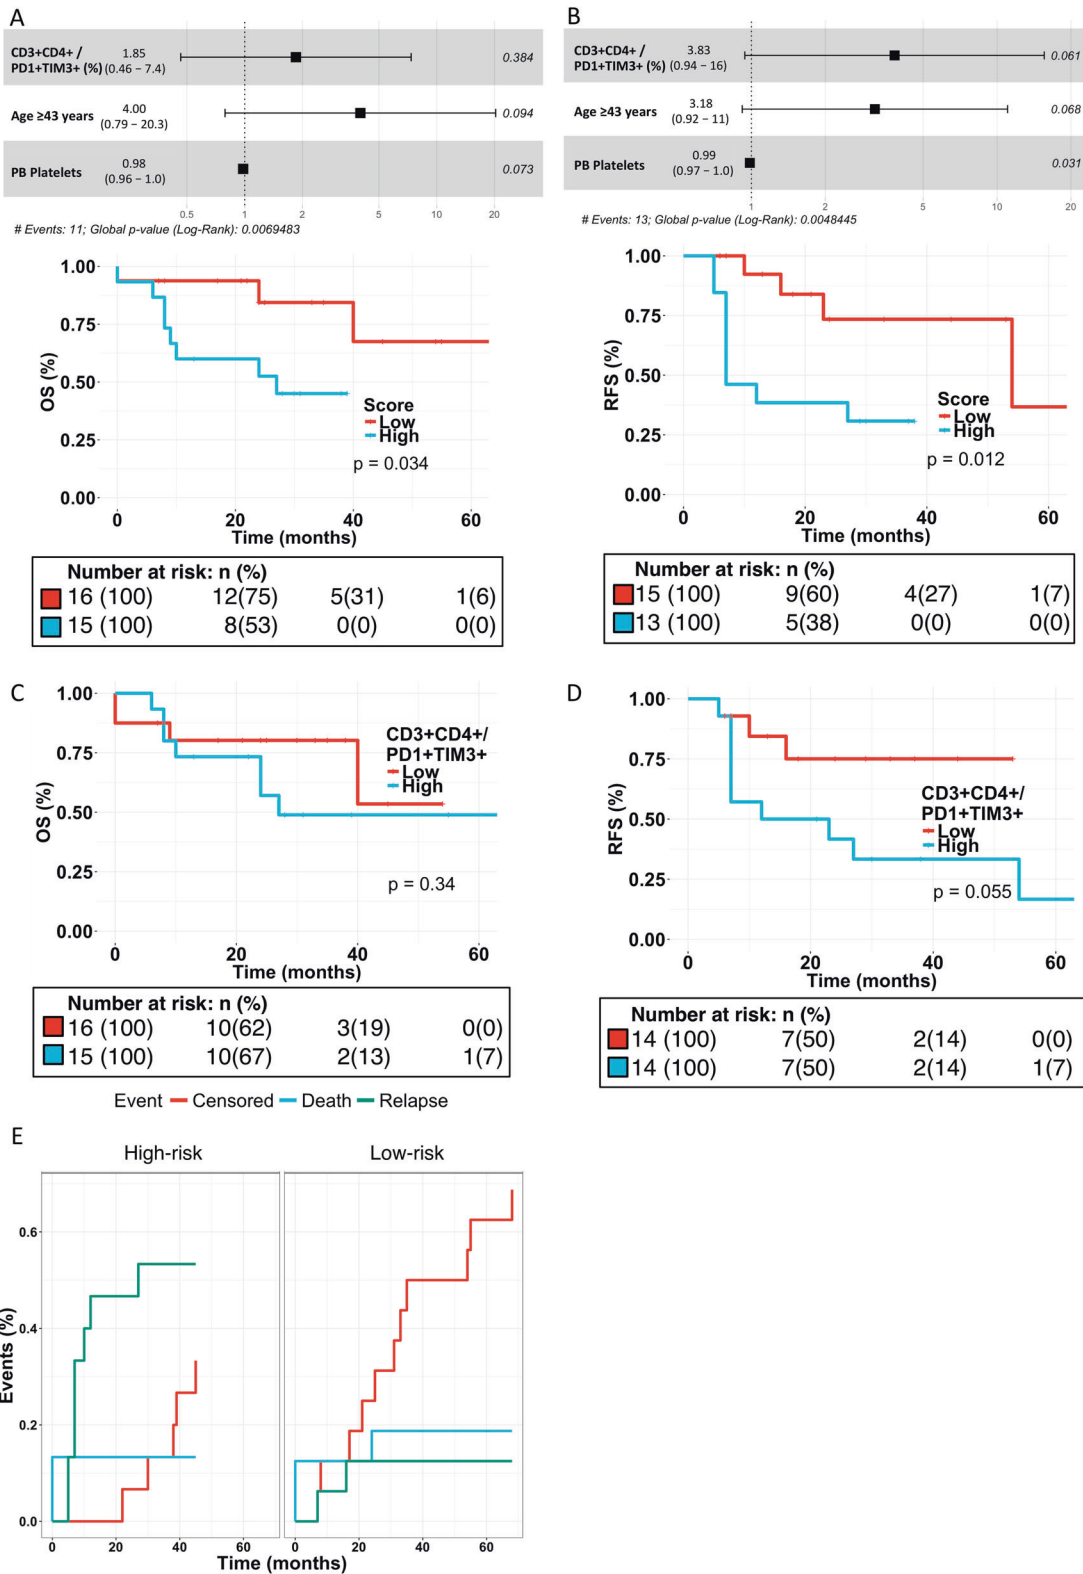 A
CD3+CD4+ / 1.85
PD1+TIM3+ (%) (0.46 – 7.4) 0.384
Age ≥43 years 4.00 (0.79 – 20.3) 0.094
PB Platelets 0.98 (0.96 – 1.0) 0.073
0.5 1 2 5 10 20
# Events: 11; Global p-value (Log-Rank): 0.0069483
1.00
0.75
0.50
0.25
0.00
OS (%)
Score
Low
High
p = 0.034
0 20 40 60
Time (months)
Number at risk: n (%)
16 (100) 12(75) 5(31) 1(6)
15 (100) 8(53) 0(0) 0(0)
B
CD3+CD4+ / 3.83
PD1+TIM3+ (%) (0.94 – 16) 0.061
Age ≥43 years 3.18 (0.92 – 11) 0.068
PB Platelets 0.99 (0.97 – 1.0) 0.031
1 2 5 10 20
# Events: 13; Global p-value (Log-Rank): 0.0048445
1.00
0.75
0.50
0.25
0.00
RFS (%)
Score
Low
High
p = 0.012
0 20 40 60
Time (months)
Number at risk: n (%)
15 (100) 9(60) 4(27) 1(7)
13 (100) 5(38) 0(0) 0(0)
C
1.00
0.75
0.50
0.25
0.00
OS (%)
CD3+CD4+/
PD1+TIM3+
Low
High
p = 0.34
0 20 40 60
Time (months)
Number at risk: n (%)
16 (100) 10(62) 3(19) 0(0)
15 (100) 10(67) 2(13) 1(7)
D
1.00
0.75
0.50
0.25
0.00
RFS (%)
CD3+CD4+/
PD1+TIM3+
Low
High
p = 0.055
0 20 40 60
Time (months)
Number at risk: n (%)
14 (100) 7(50) 2(14) 0(0)
14 (100) 7(50) 2(14) 1(7)
Event Censored Death Relapse
E
High-risk Low-risk
0.6
0.4
0.2
0.0
Events (%)
0 20 40 60 0 20 40 60
Time (months)